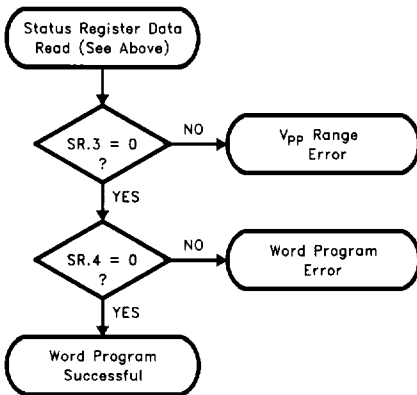 Status Register Data
Read (See Above)
SR.3 = 0
?
NO
VPP Range
Error
YES
SR.4 = 0
?
NO
Word Program
Error
YES
Word Program
Successful